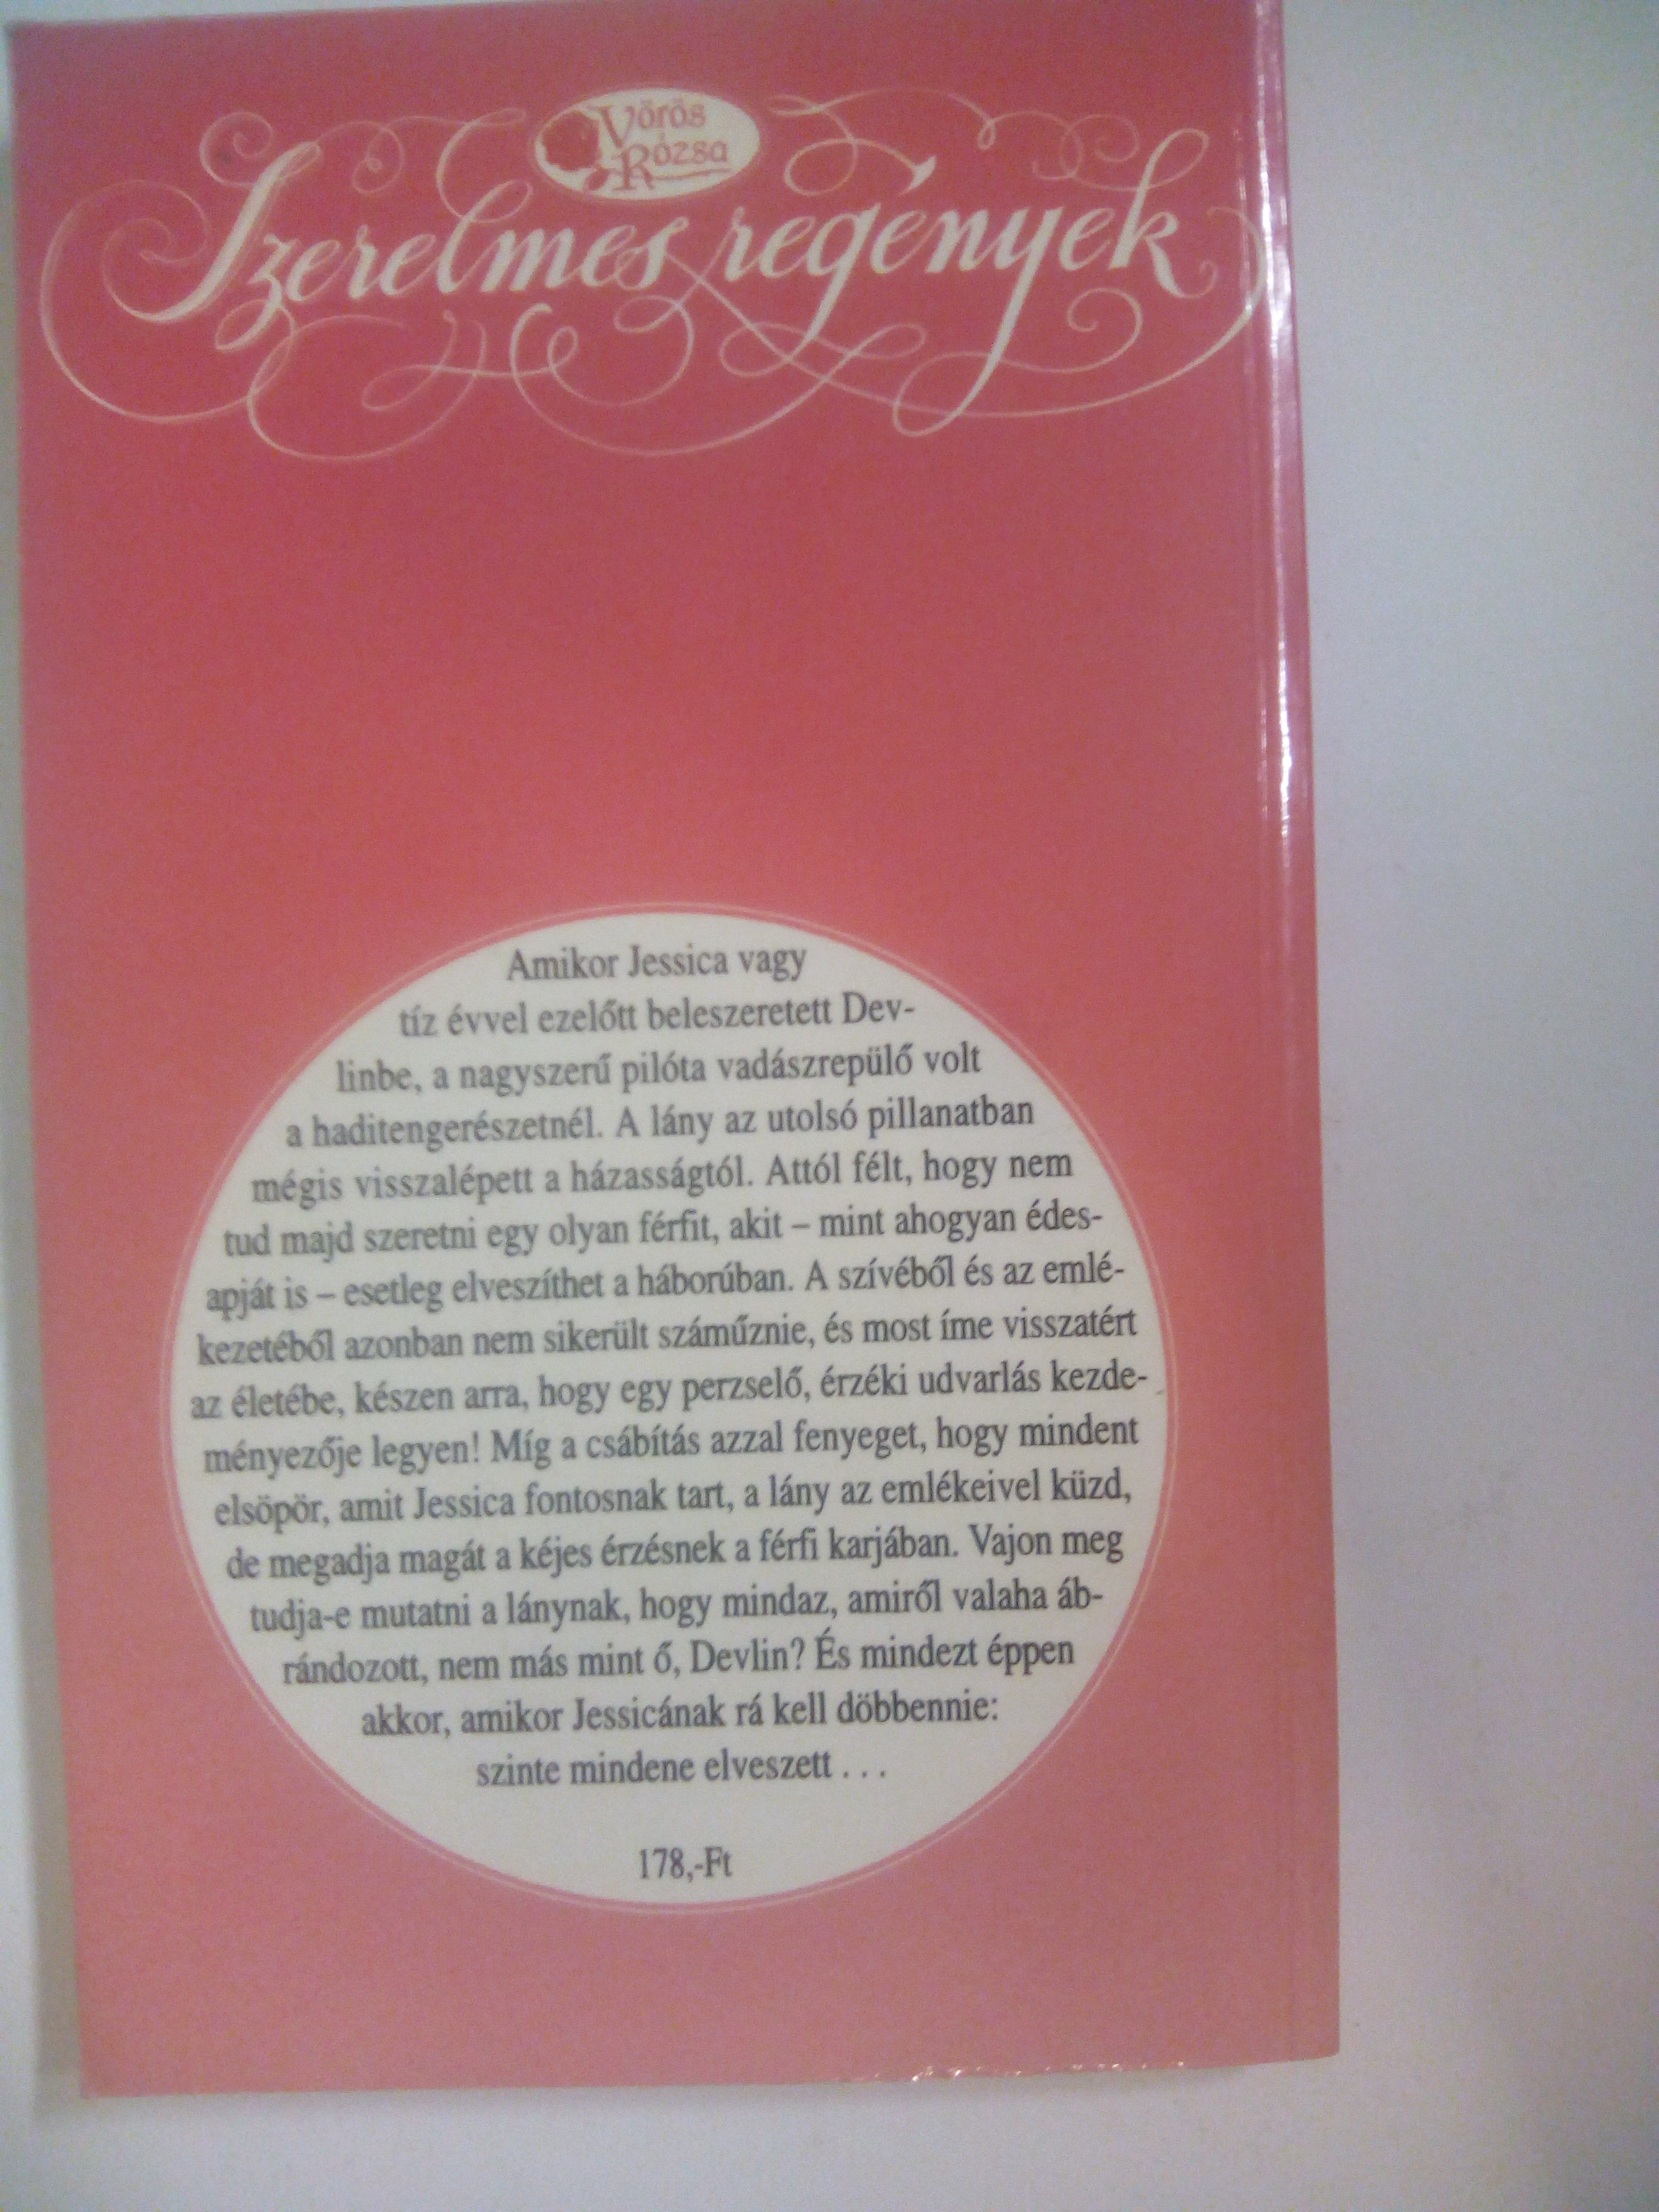 Vörös
Rózsa
Szerelmes regények
Amikor Jessica vagy
tíz évvel ezelőtt beleszeretett Dev-
linbe, a nagyszerű pilóta vadászrepülő volt
a haditengerészetnél. A lány az utolsó pillanatban
mégis visszalépett a házasságtól. Attól félt, hogy nem
tud majd szeretni egy olyan férfit, akit – mint ahogyan édes-
apját is – esetleg elveszíthet a háborúban. A szívéből és az emlé-
kezetéből azonban nem sikerült száműznie, és most íme visszatért
az életébe, készen arra, hogy egy perzselő, érzéki udvarlás kezde-
ményezője legyen! Míg a csábítás azzal fenyeget, hogy mindent
elsöpör, amit Jessica fontosnak tart, a lány az emlékeivel küzd,
de megadja magát a kéjes érzésnek a férfi karjában. Vajon meg
tudja-e mutatni a lánynak, hogy mindaz, amiről valaha áb-
rándozott, nem más mint ő, Devlin? És mindezt éppen
akkor, amikor Jessicának rá kell döbbennie:
szinte mindene elveszett . . .
178,-Ft